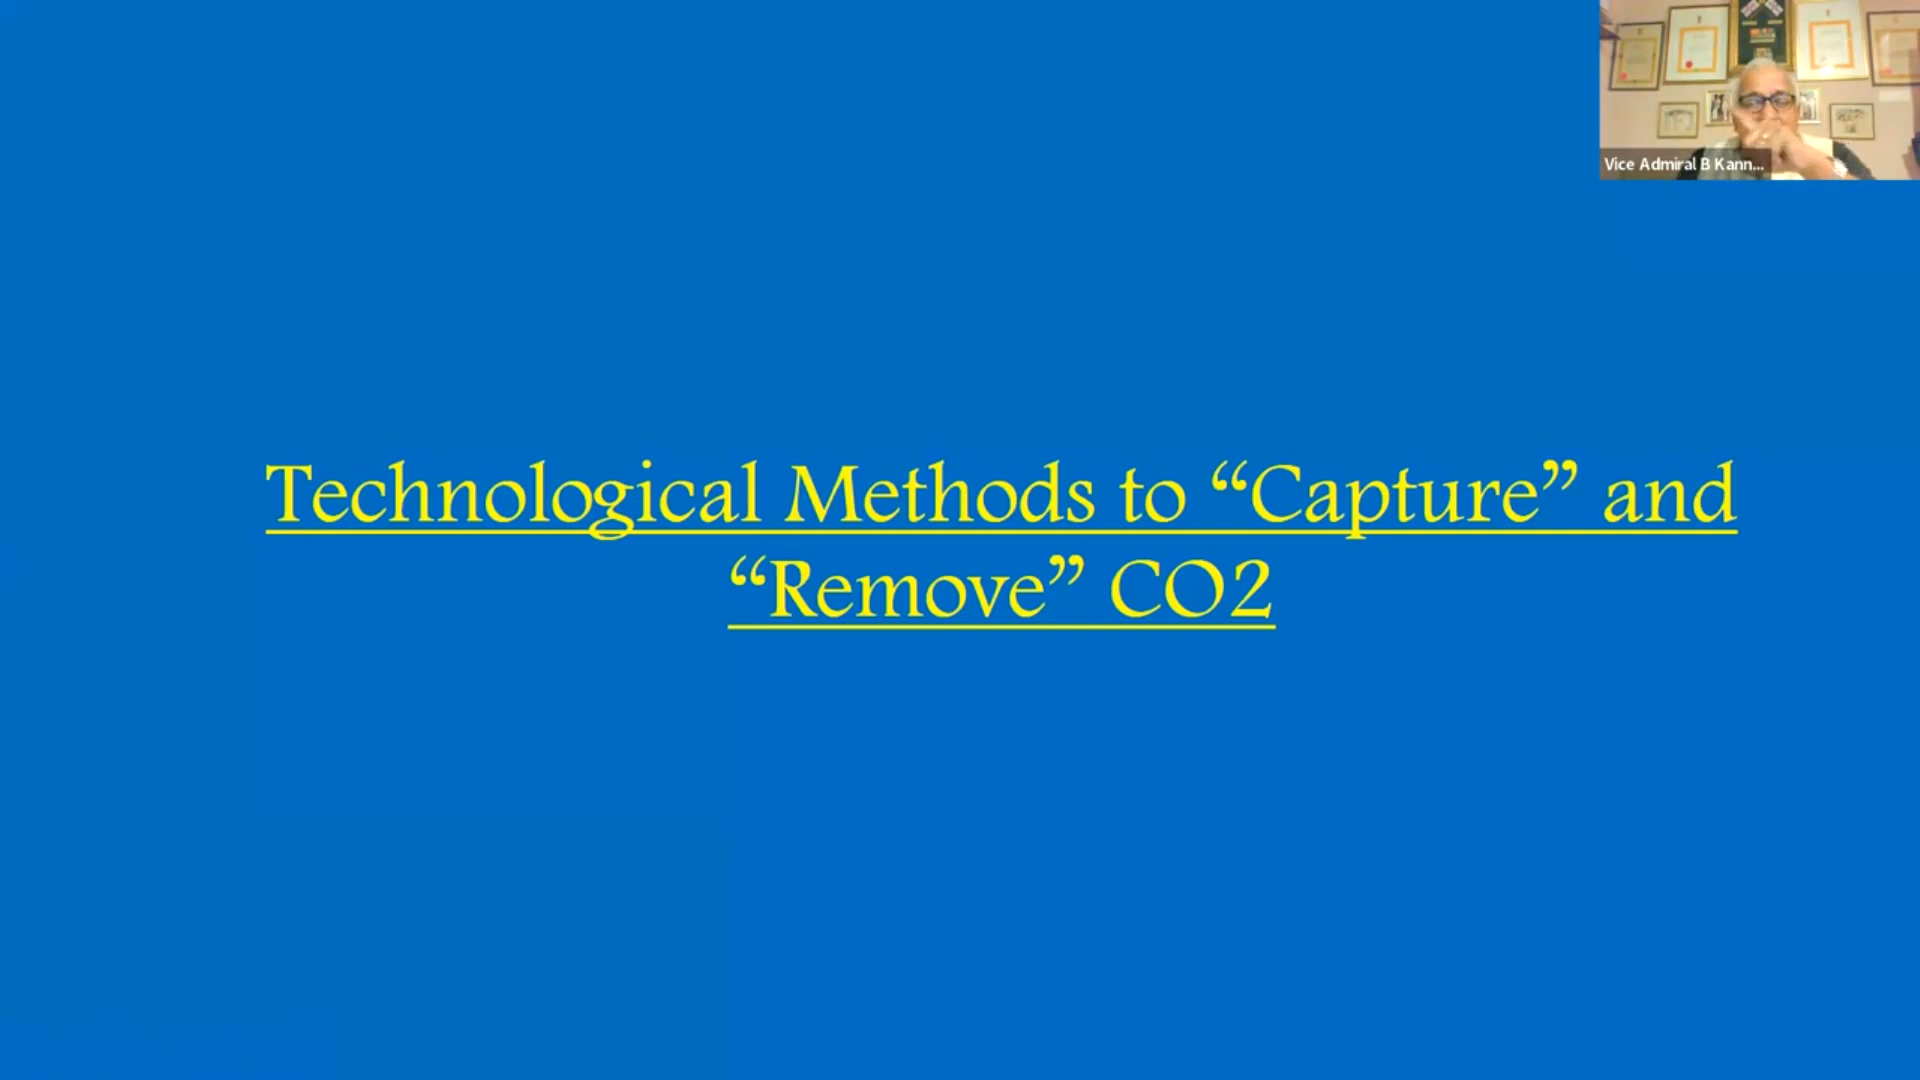 Vice Admiral B Kann...
Technological Methods to “Capture” and
“Remove” CO2